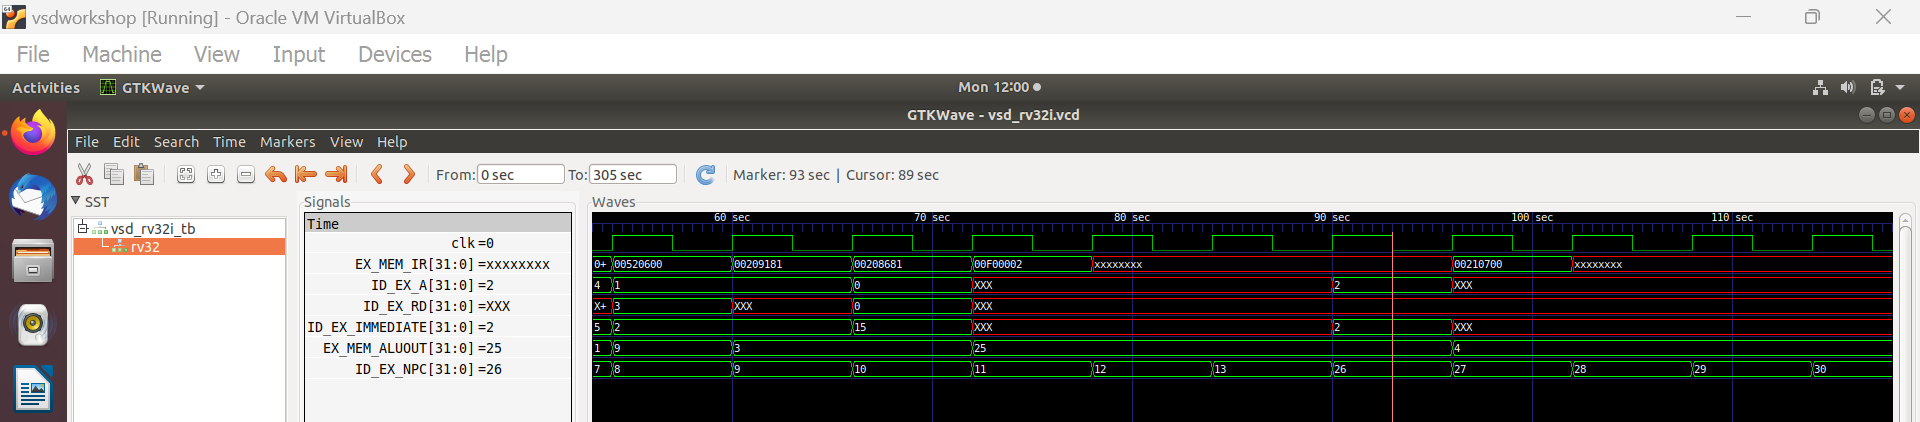 vsdworkshop [Running] - Oracle VM VirtualBox
File Machine View Input Devices Help
Activities GTKWave Mon 12:00
GTKWave - vsd_rv32i.vcd
File Edit Search Time Markers View Help
From: 0 sec To: 305 sec Marker: 93 sec | Cursor: 89 sec
SST
vsd_rv32i_tb
rv32
Signals
Time
clk=0
EX_MEM_IR[31:0]=xxxxxxxx
ID_EX_A[31:0]=2
ID_EX_RD[31:0]=XXX
ID_EX_IMMEDIATE[31:0]=2
EX_MEM_ALUOUT[31:0]=25
ID_EX_NPC[31:0]=26
Waves
60 sec 70 sec 80 sec 90 sec 100 sec 110 sec
0+ 00520600 00209181 00208681 00F00002 xxxxxxxx 00210700 xxxxxxxx
4 1 0 XXX 2 XXX
X+ 3 XXX 0 XXX
5 2 15 XXX 2 XXX
1 9 3 25 4
7 8 9 10 11 12 13 26 27 28 29 30